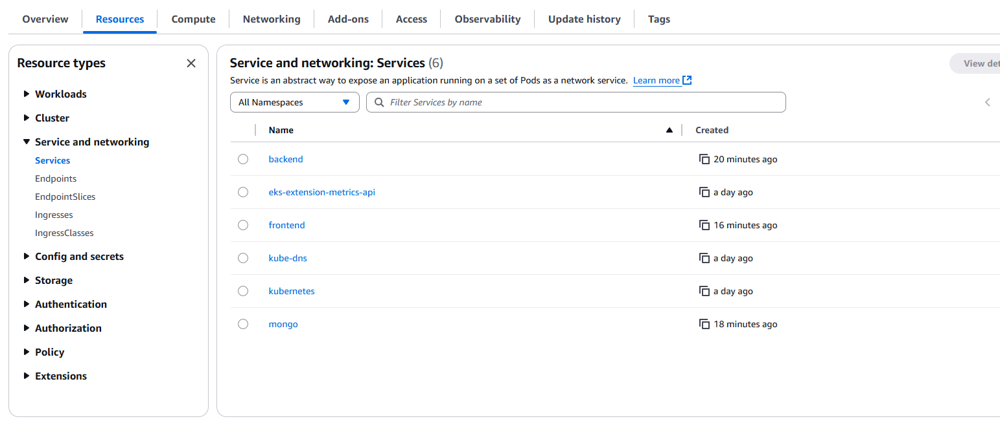 Overview Resources Compute Networking Add-ons Access Observability Update history Tags
Resource types
Workloads
Cluster
Service and networking
Services
Endpoints
EndpointSlices
Ingresses
IngressClasses
Config and secrets
Storage
Authentication
Authorization
Policy
Extensions
Service and networking: Services (6)
View det
Service is an abstract way to expose an application running on a set of Pods as a network service. Learn more
All Namespaces Filter Services by name
Name Created
backend 20 minutes ago
eks-extension-metrics-api a day ago
frontend 16 minutes ago
kube-dns a day ago
kubernetes a day ago
mongo 18 minutes ago